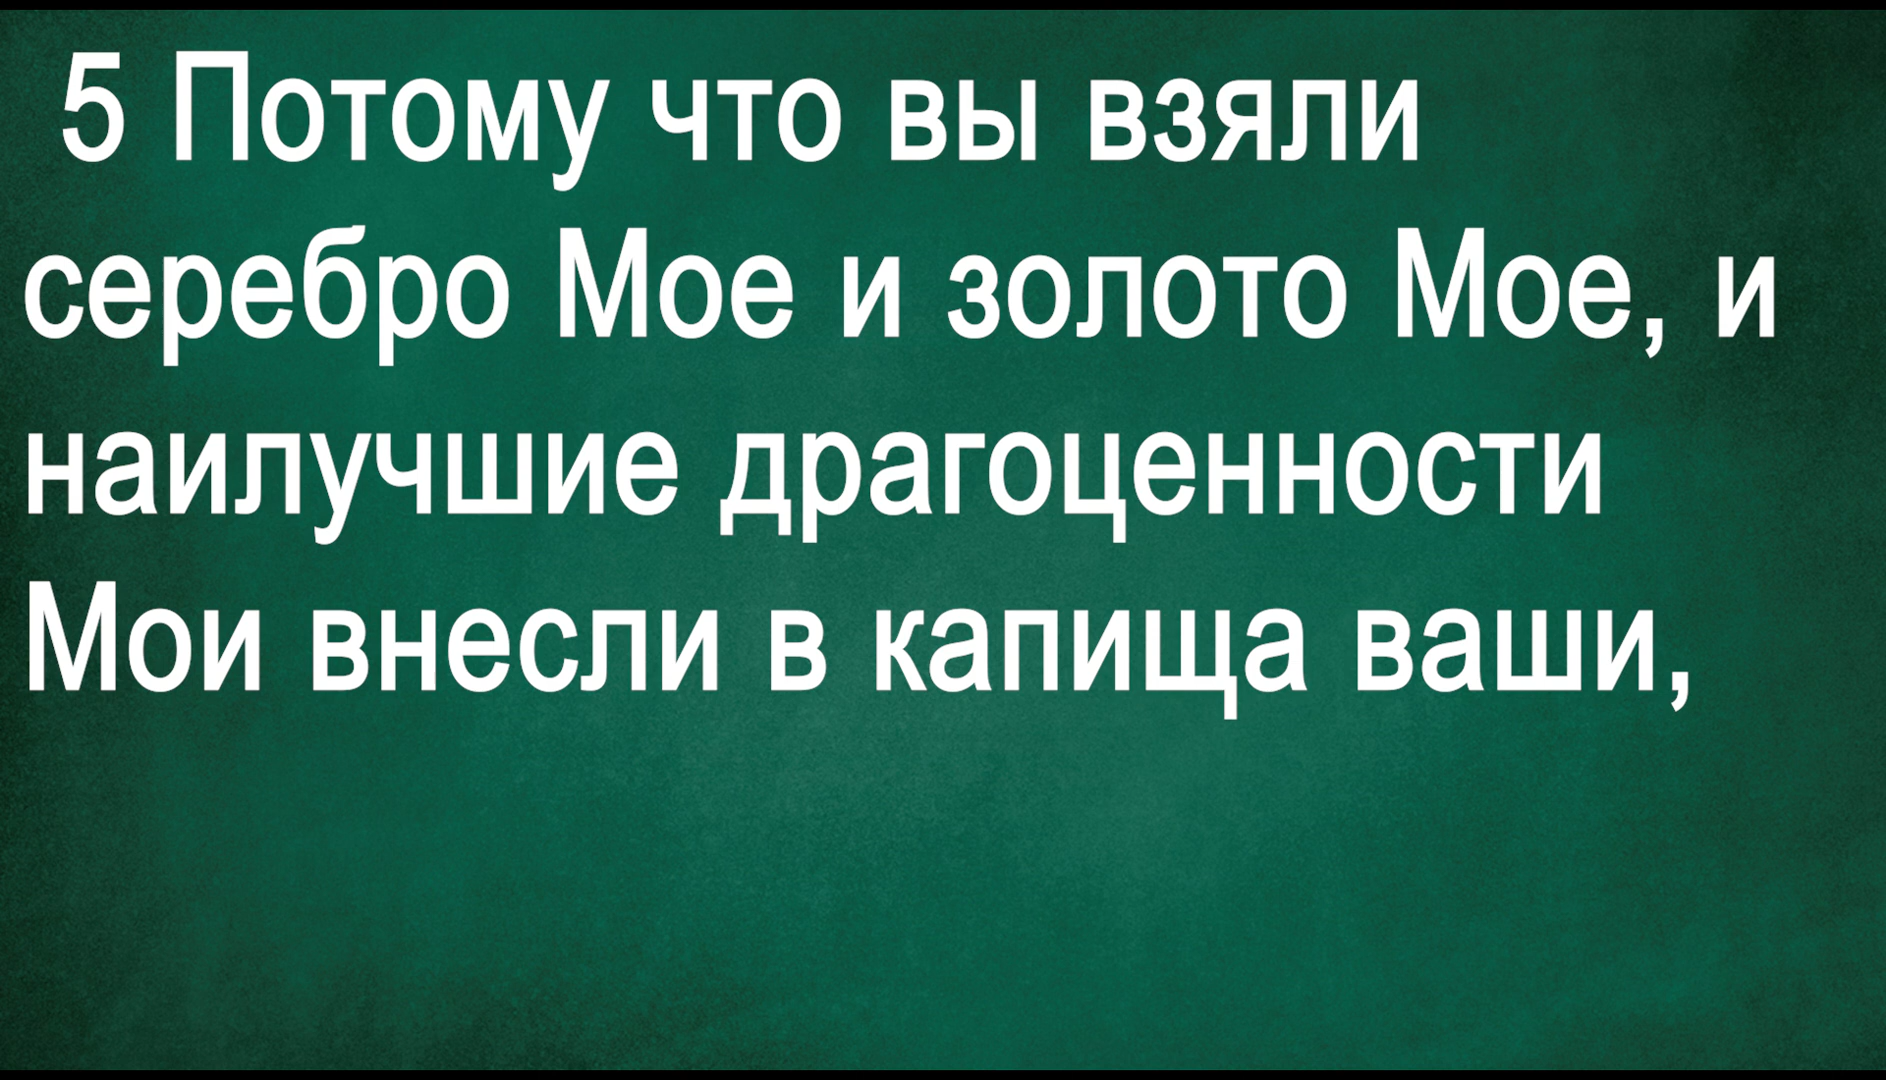 5 Потому что вы взяли
серебро Мое и золото Мое, и
наилучшие драгоценности
Мои внесли в капища ваши,